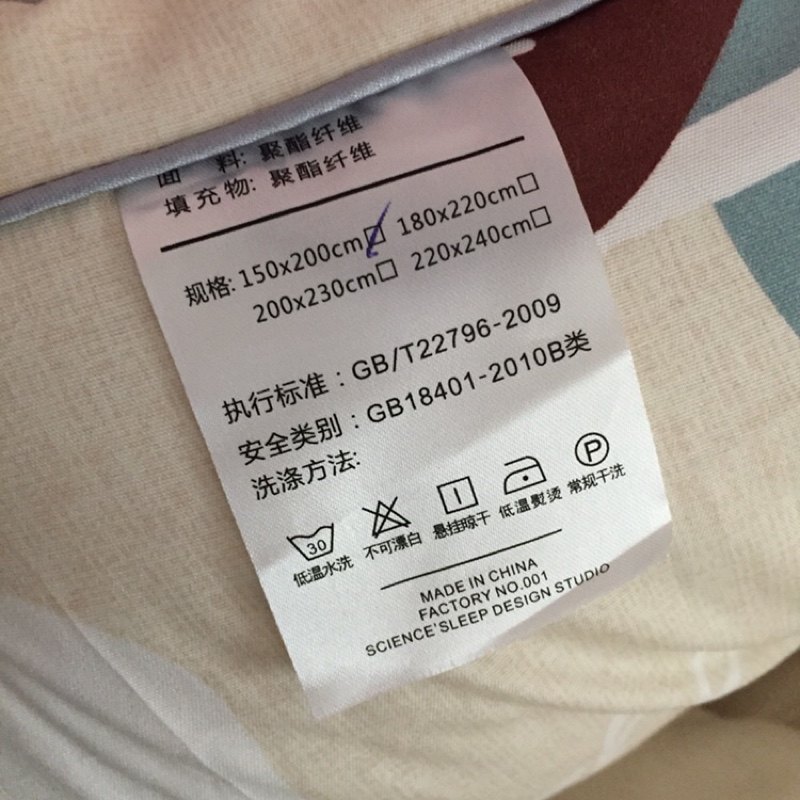 面 料: 聚酯纤维
填充物: 聚酯纤维
规格: 150x200cm☑ 180x220cm□
200x230cm□ 220x240cm□
执行标准：GB/T22796-2009
安全类别：GB18401-2010B类
洗涤方法:
30 P
低温水洗 不可漂白 悬挂晾干 低温熨烫 常规干洗
MADE IN CHINA
FACTORY NO.001
SCIENCE'SLEEP DESIGN STUDIO